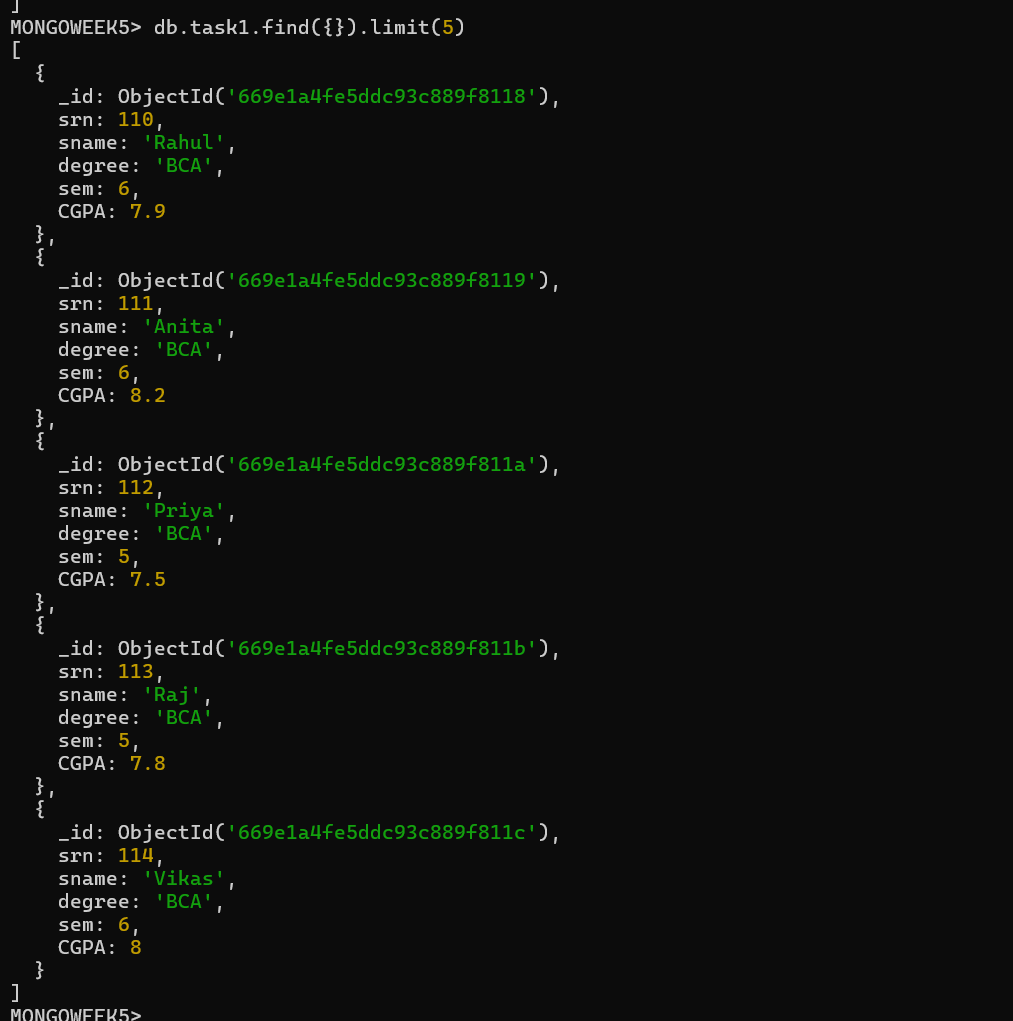 ]
MONGOWEEK5> db.task1.find({}).limit(5)
[
  {
    _id: ObjectId('669e1a4fe5ddc93c889f8118'),
    srn: 110,
    sname: 'Rahul',
    degree: 'BCA',
    sem: 6,
    CGPA: 7.9
  },
  {
    _id: ObjectId('669e1a4fe5ddc93c889f8119'),
    srn: 111,
    sname: 'Anita',
    degree: 'BCA',
    sem: 6,
    CGPA: 8.2
  },
  {
    _id: ObjectId('669e1a4fe5ddc93c889f811a'),
    srn: 112,
    sname: 'Priya',
    degree: 'BCA',
    sem: 5,
    CGPA: 7.5
  },
  {
    _id: ObjectId('669e1a4fe5ddc93c889f811b'),
    srn: 113,
    sname: 'Raj',
    degree: 'BCA',
    sem: 5,
    CGPA: 7.8
  },
  {
    _id: ObjectId('669e1a4fe5ddc93c889f811c'),
    srn: 114,
    sname: 'Vikas',
    degree: 'BCA',
    sem: 6,
    CGPA: 8
  }
]
MONGOWEEK5>